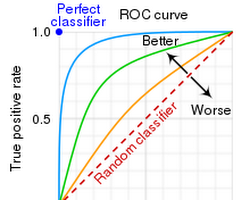 Perfect
classifier
ROC curve
1.0
Better
0.5
Worse
Random classifier
True positive rate